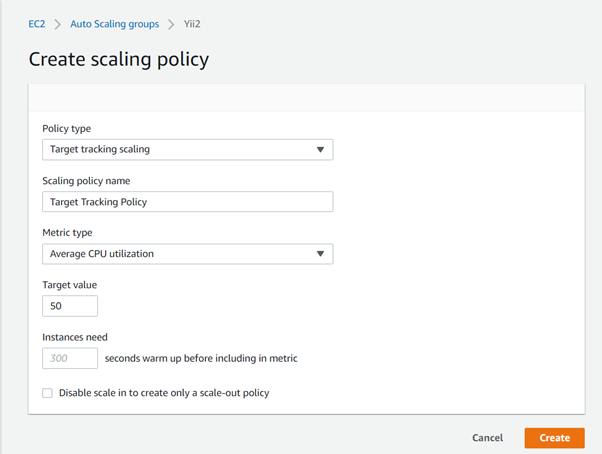 EC2 > Auto Scaling groups > Yii2
Create scaling policy
Policy type
Target tracking scaling
Scaling policy name
Target Tracking Policy
Metric type
Average CPU utilization
Target value
50
Instances need
300 seconds warm up before including in metric
Disable scale in to create only a scale-out policy
Cancel Create